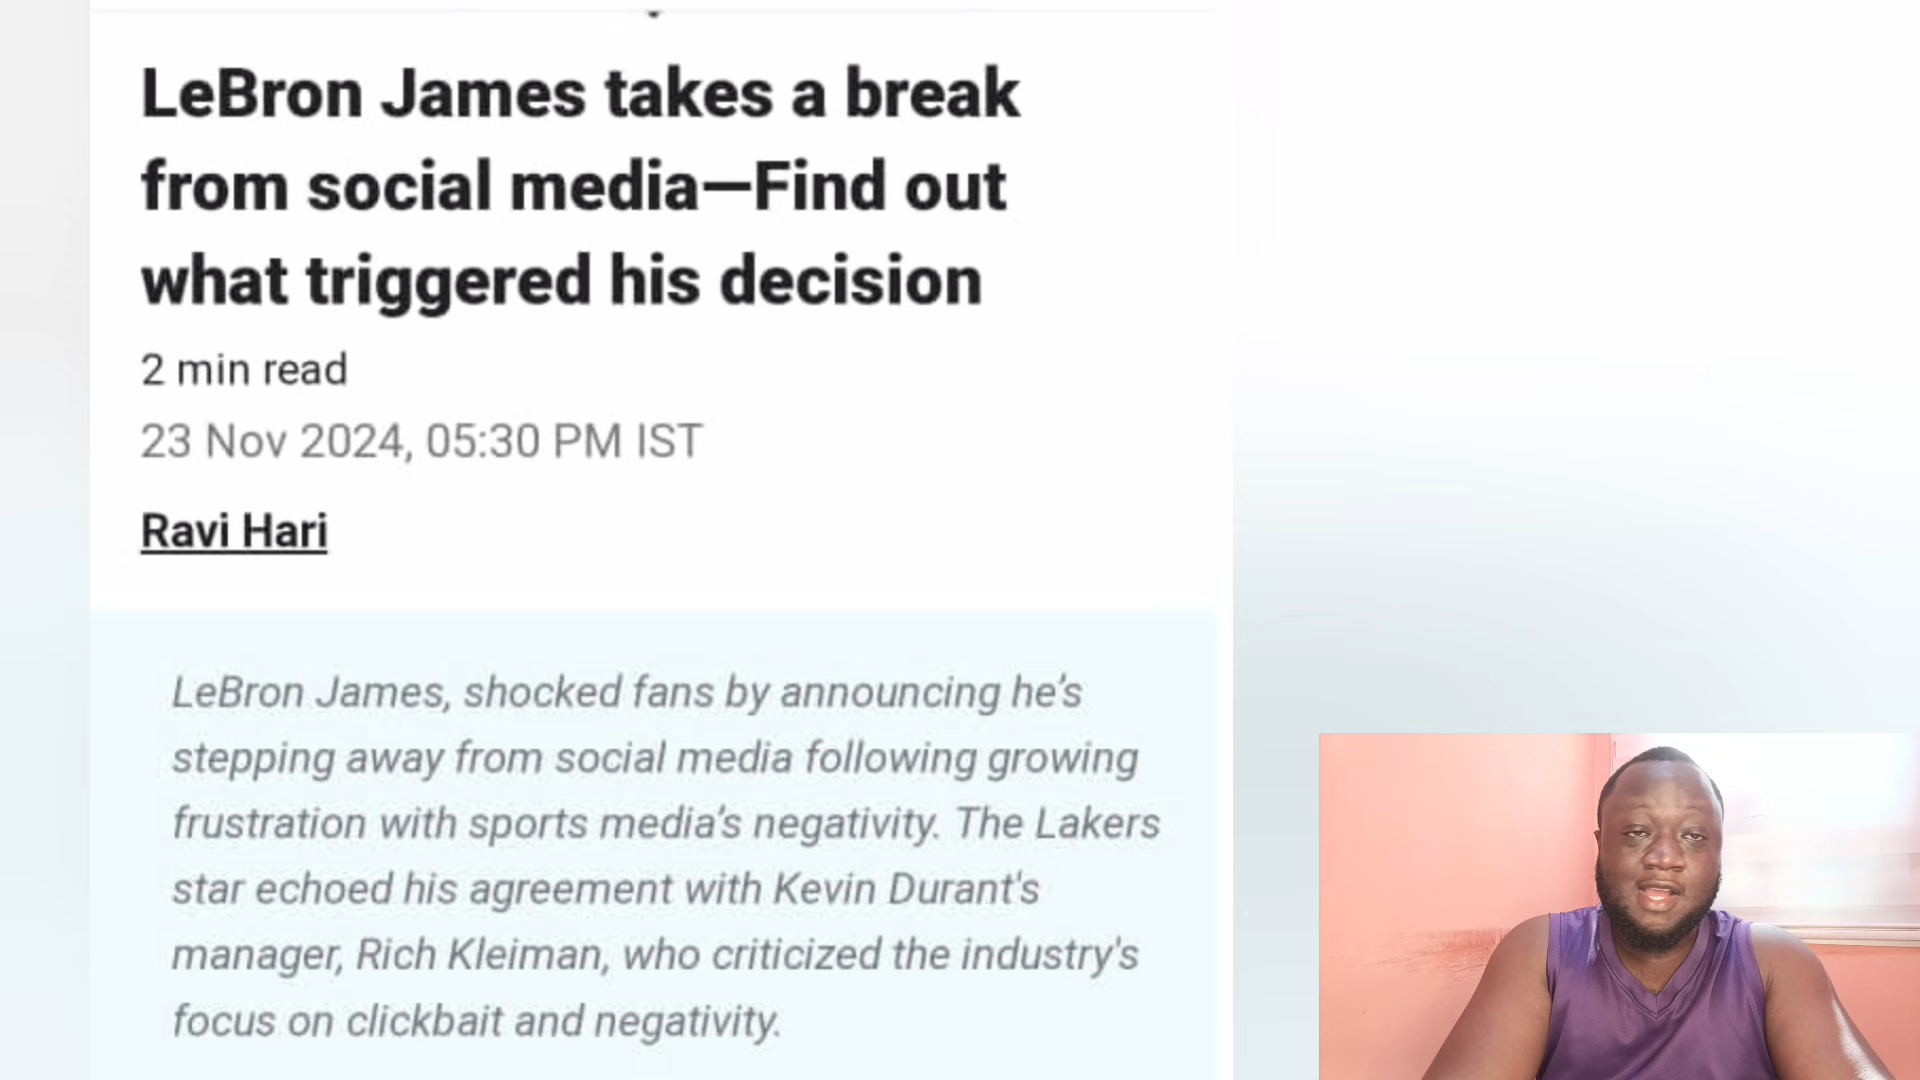 LeBron James takes a break
from social media—Find out
what triggered his decision
2 min read
23 Nov 2024, 05:30 PM IST
Ravi Hari
LeBron James, shocked fans by announcing he's
stepping away from social media following growing
frustration with sports media's negativity. The Lakers
star echoed his agreement with Kevin Durant's
manager, Rich Kleiman, who criticized the industry's
focus on clickbait and negativity.